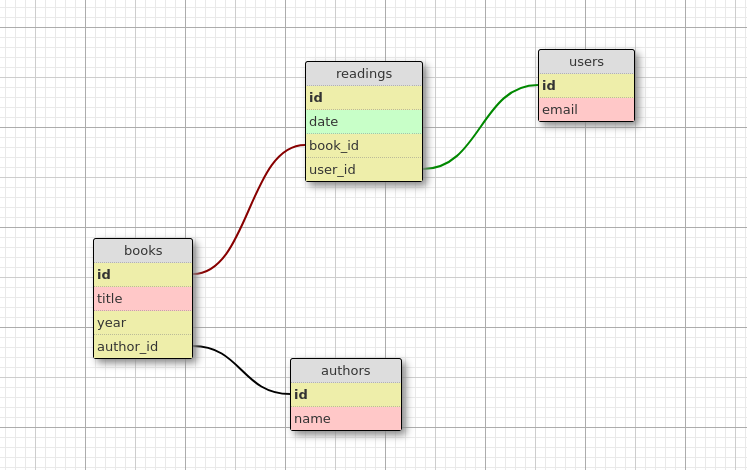 readings
id
date
book_id
user_id
users
id
email
books
id
title
year
author_id
authors
id
name